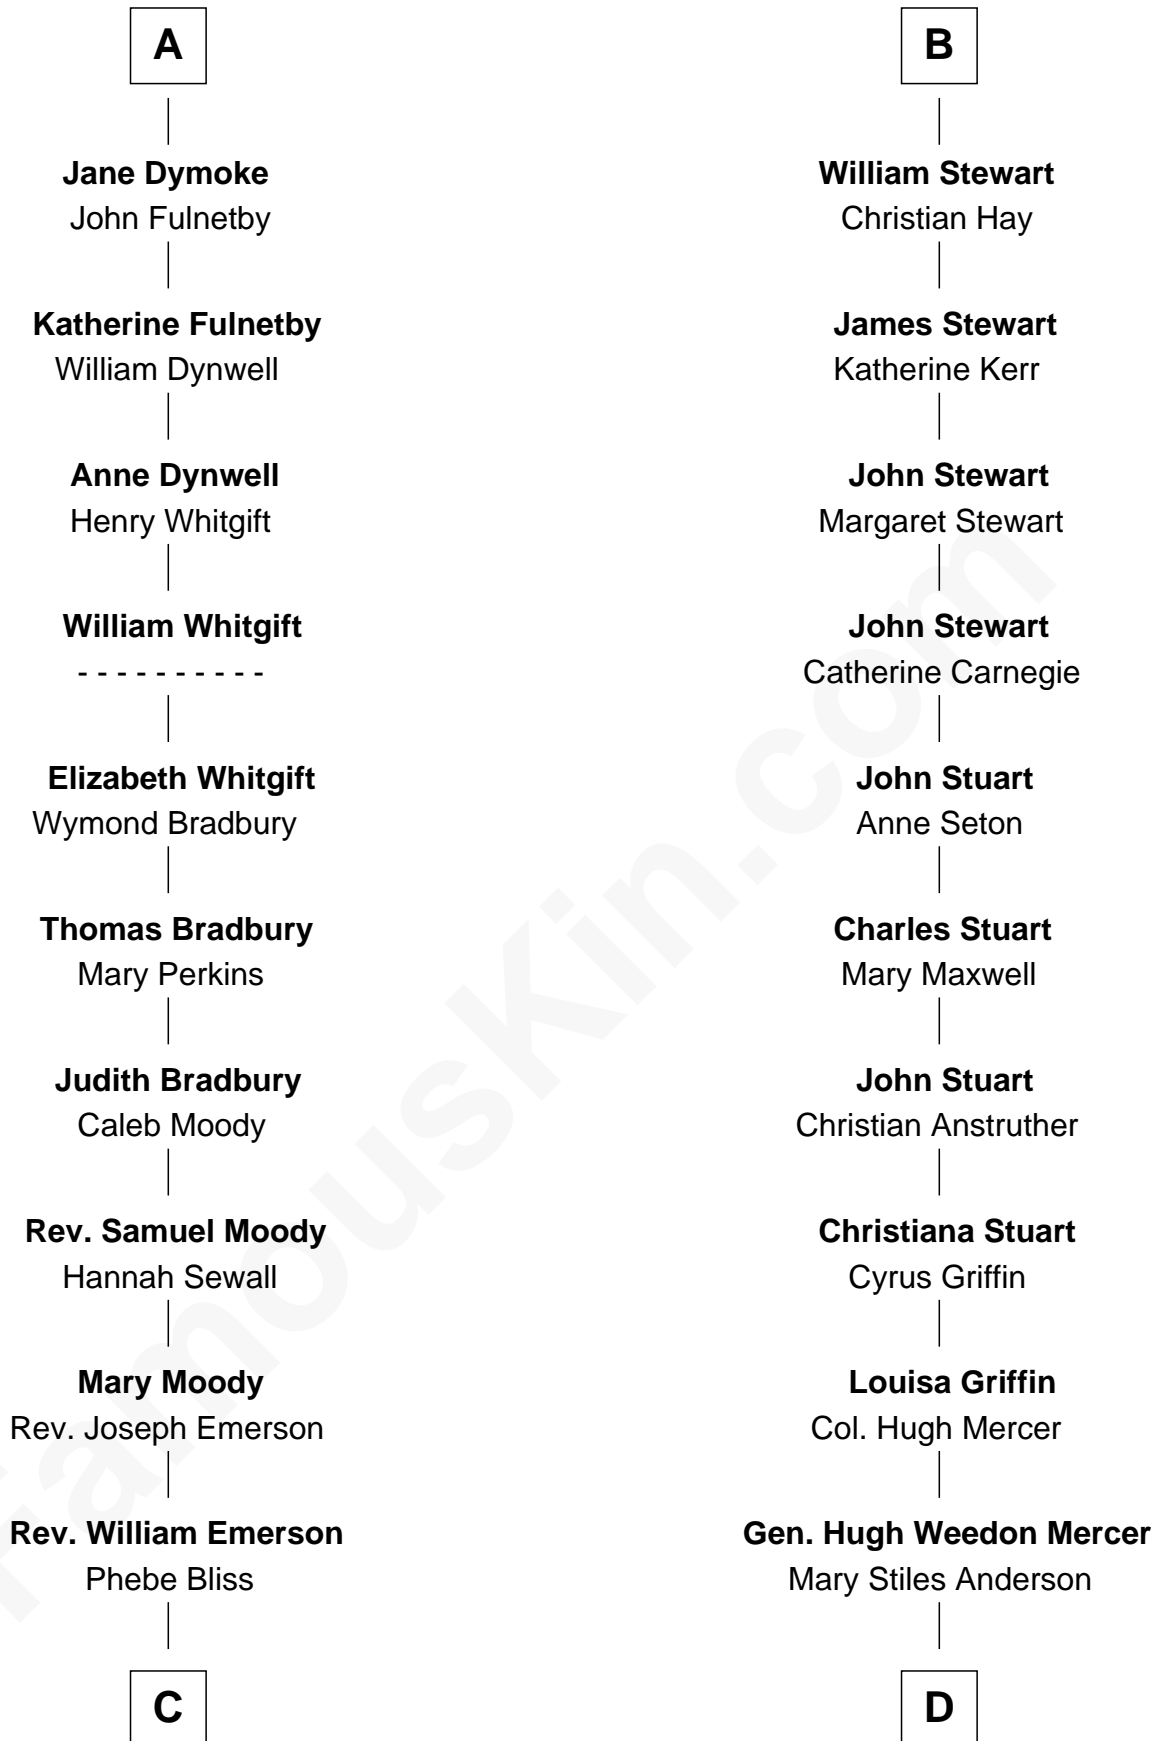 A
Jane Dymoke
John Fulnetby
Katherine Fulnetby
William Dynwell
Anne Dynwell
Henry Whitgift
William Whitgift
- - - - - - - - - -
Elizabeth Whitgift
Wymond Bradbury
Thomas Bradbury
Mary Perkins
Judith Bradbury
Caleb Moody
Rev. Samuel Moody
Hannah Sewall
Mary Moody
Rev. Joseph Emerson
Rev. William Emerson
Phebe Bliss
C
B
William Stewart
Christian Hay
James Stewart
Katherine Kerr
John Stewart
Margaret Stewart
John Stewart
Catherine Carnegie
John Stuart
Anne Seton
Charles Stuart
Mary Maxwell
John Stuart
Christian Anstruther
Christiana Stuart
Cyrus Griffin
Louisa Griffin
Col. Hugh Mercer
Gen. Hugh Weedon Mercer
Mary Stiles Anderson
D
FamousKin.com